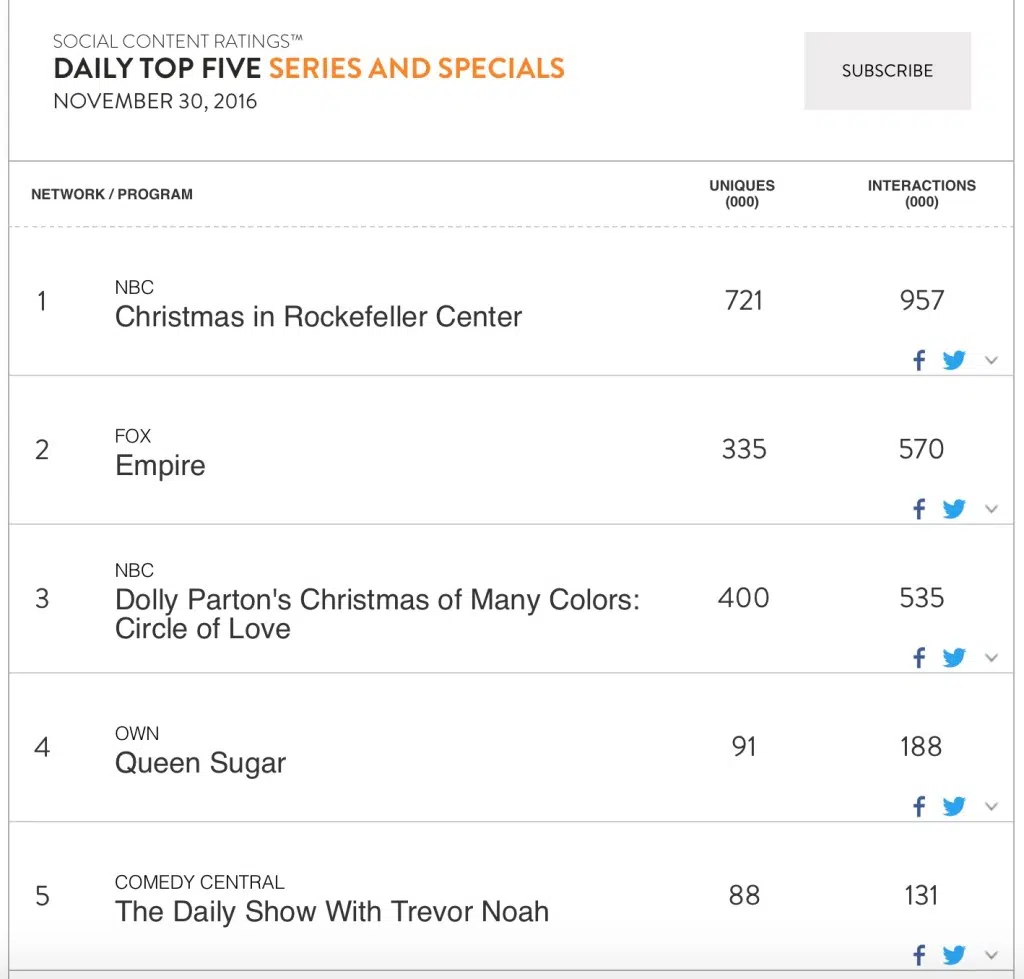 SOCIAL CONTENT RATINGS™
DAILY TOP FIVE SERIES AND SPECIALS
NOVEMBER 30, 2016
SUBSCRIBE
NETWORK / PROGRAM
UNIQUES
(000)
INTERACTIONS
(000)
1
NBC
Christmas in Rockefeller Center
721
957
2
FOX
Empire
335
570
3
NBC
Dolly Parton's Christmas of Many Colors:
Circle of Love
400
535
4
OWN
Queen Sugar
91
188
5
COMEDY CENTRAL
The Daily Show With Trevor Noah
88
131